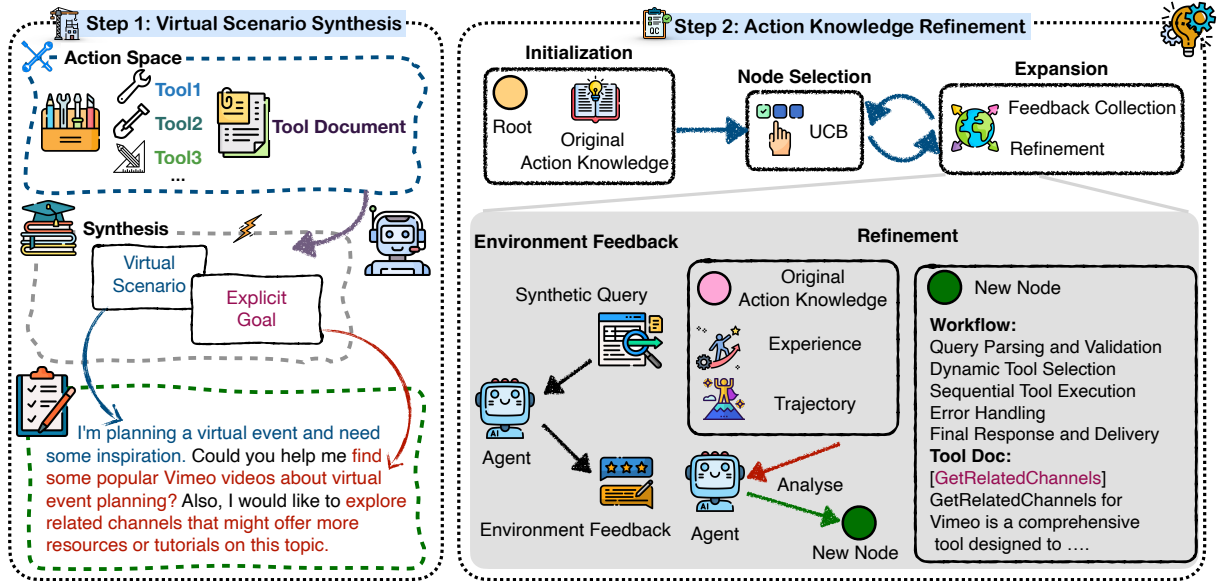 Step 1: Virtual Scenario Synthesis
Action Space
Tool1
Tool2
Tool3
...
Tool Document
Synthesis
Virtual
Scenario
Explicit
Goal
I'm planning a virtual event and need
some inspiration. Could you help me find
some popular Vimeo videos about virtual
event planning? Also, I would like to explore
related channels that might offer more
resources or tutorials on this topic.
QC
Step 2: Action Knowledge Refinement
Initialization
Root
Original
Action Knowledge
Node Selection
UCB
Expansion
Feedback Collection
Refinement
Environment Feedback
Synthetic Query
AI
Agent
Environment Feedback
Refinement
Original
Action Knowledge
Experience
Trajectory
AI
Agent
Analyse
New Node
New Node
Workflow:
Query Parsing and Validation
Dynamic Tool Selection
Sequential Tool Execution
Error Handling
Final Response and Delivery
Tool Doc:
[GetRelatedChannels]
GetRelatedChannels for
Vimeo is a comprehensive
tool designed to ....